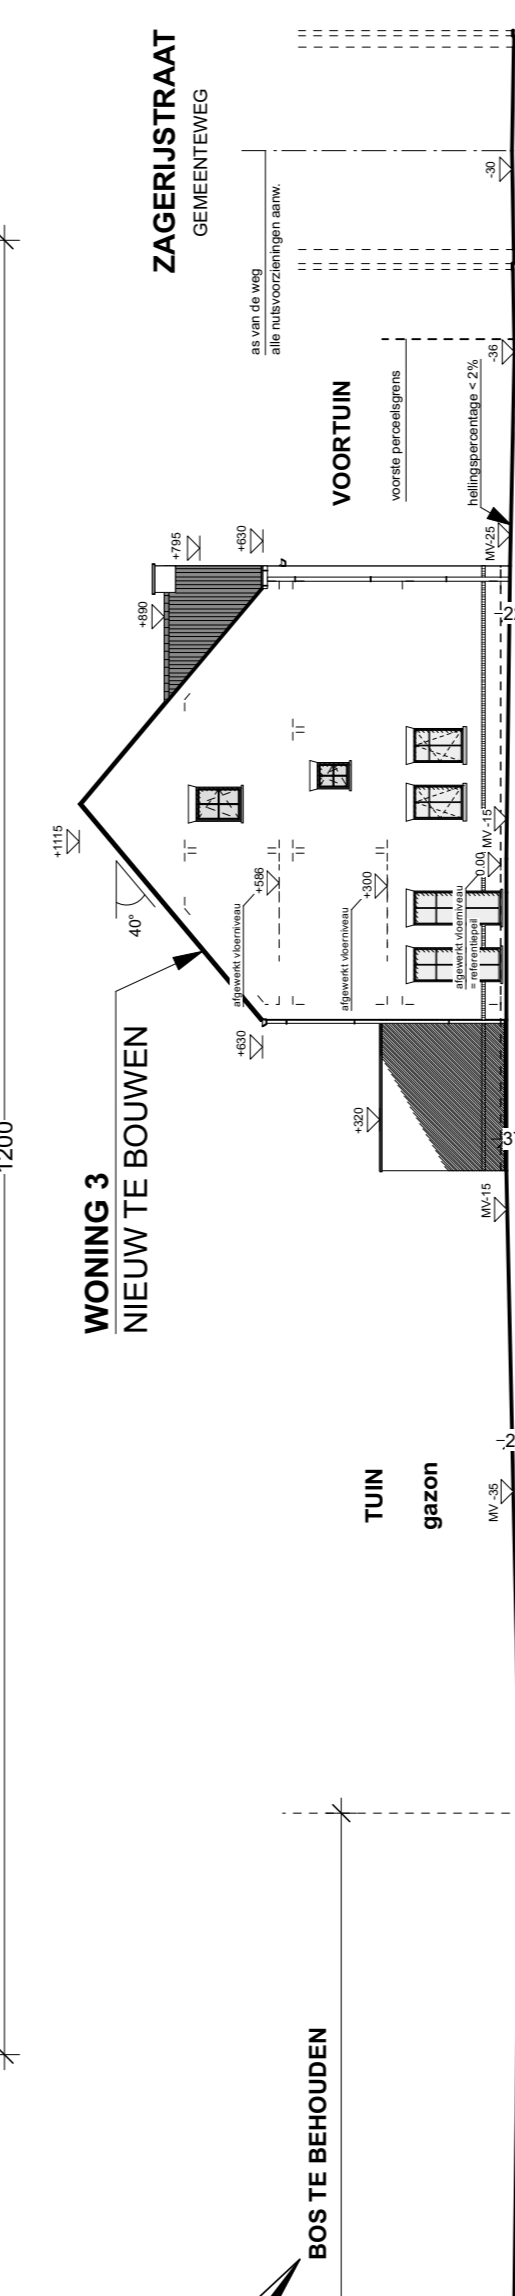 ZAGERIJSTRAAT
GEMEENTEWEG
as van de weg
alle nutsvoorzieningen aanw.
-30
-36
VOORTUIN
voorste perceelsgrens
hellingspercentage < 2%
MV-25
+795
+630
+890
+1115
40°
+586
afgewerkt vloerniveau
+300
afgewerkt vloerniveau
MV -15
0.00
afgewerkt vloerniveau
= referentiepeil
+630
+320
MV-15
WONING 3
NIEUW TE BOUWEN
1200
TUIN
gazon
MV -35
BOS TE BEHOUDEN